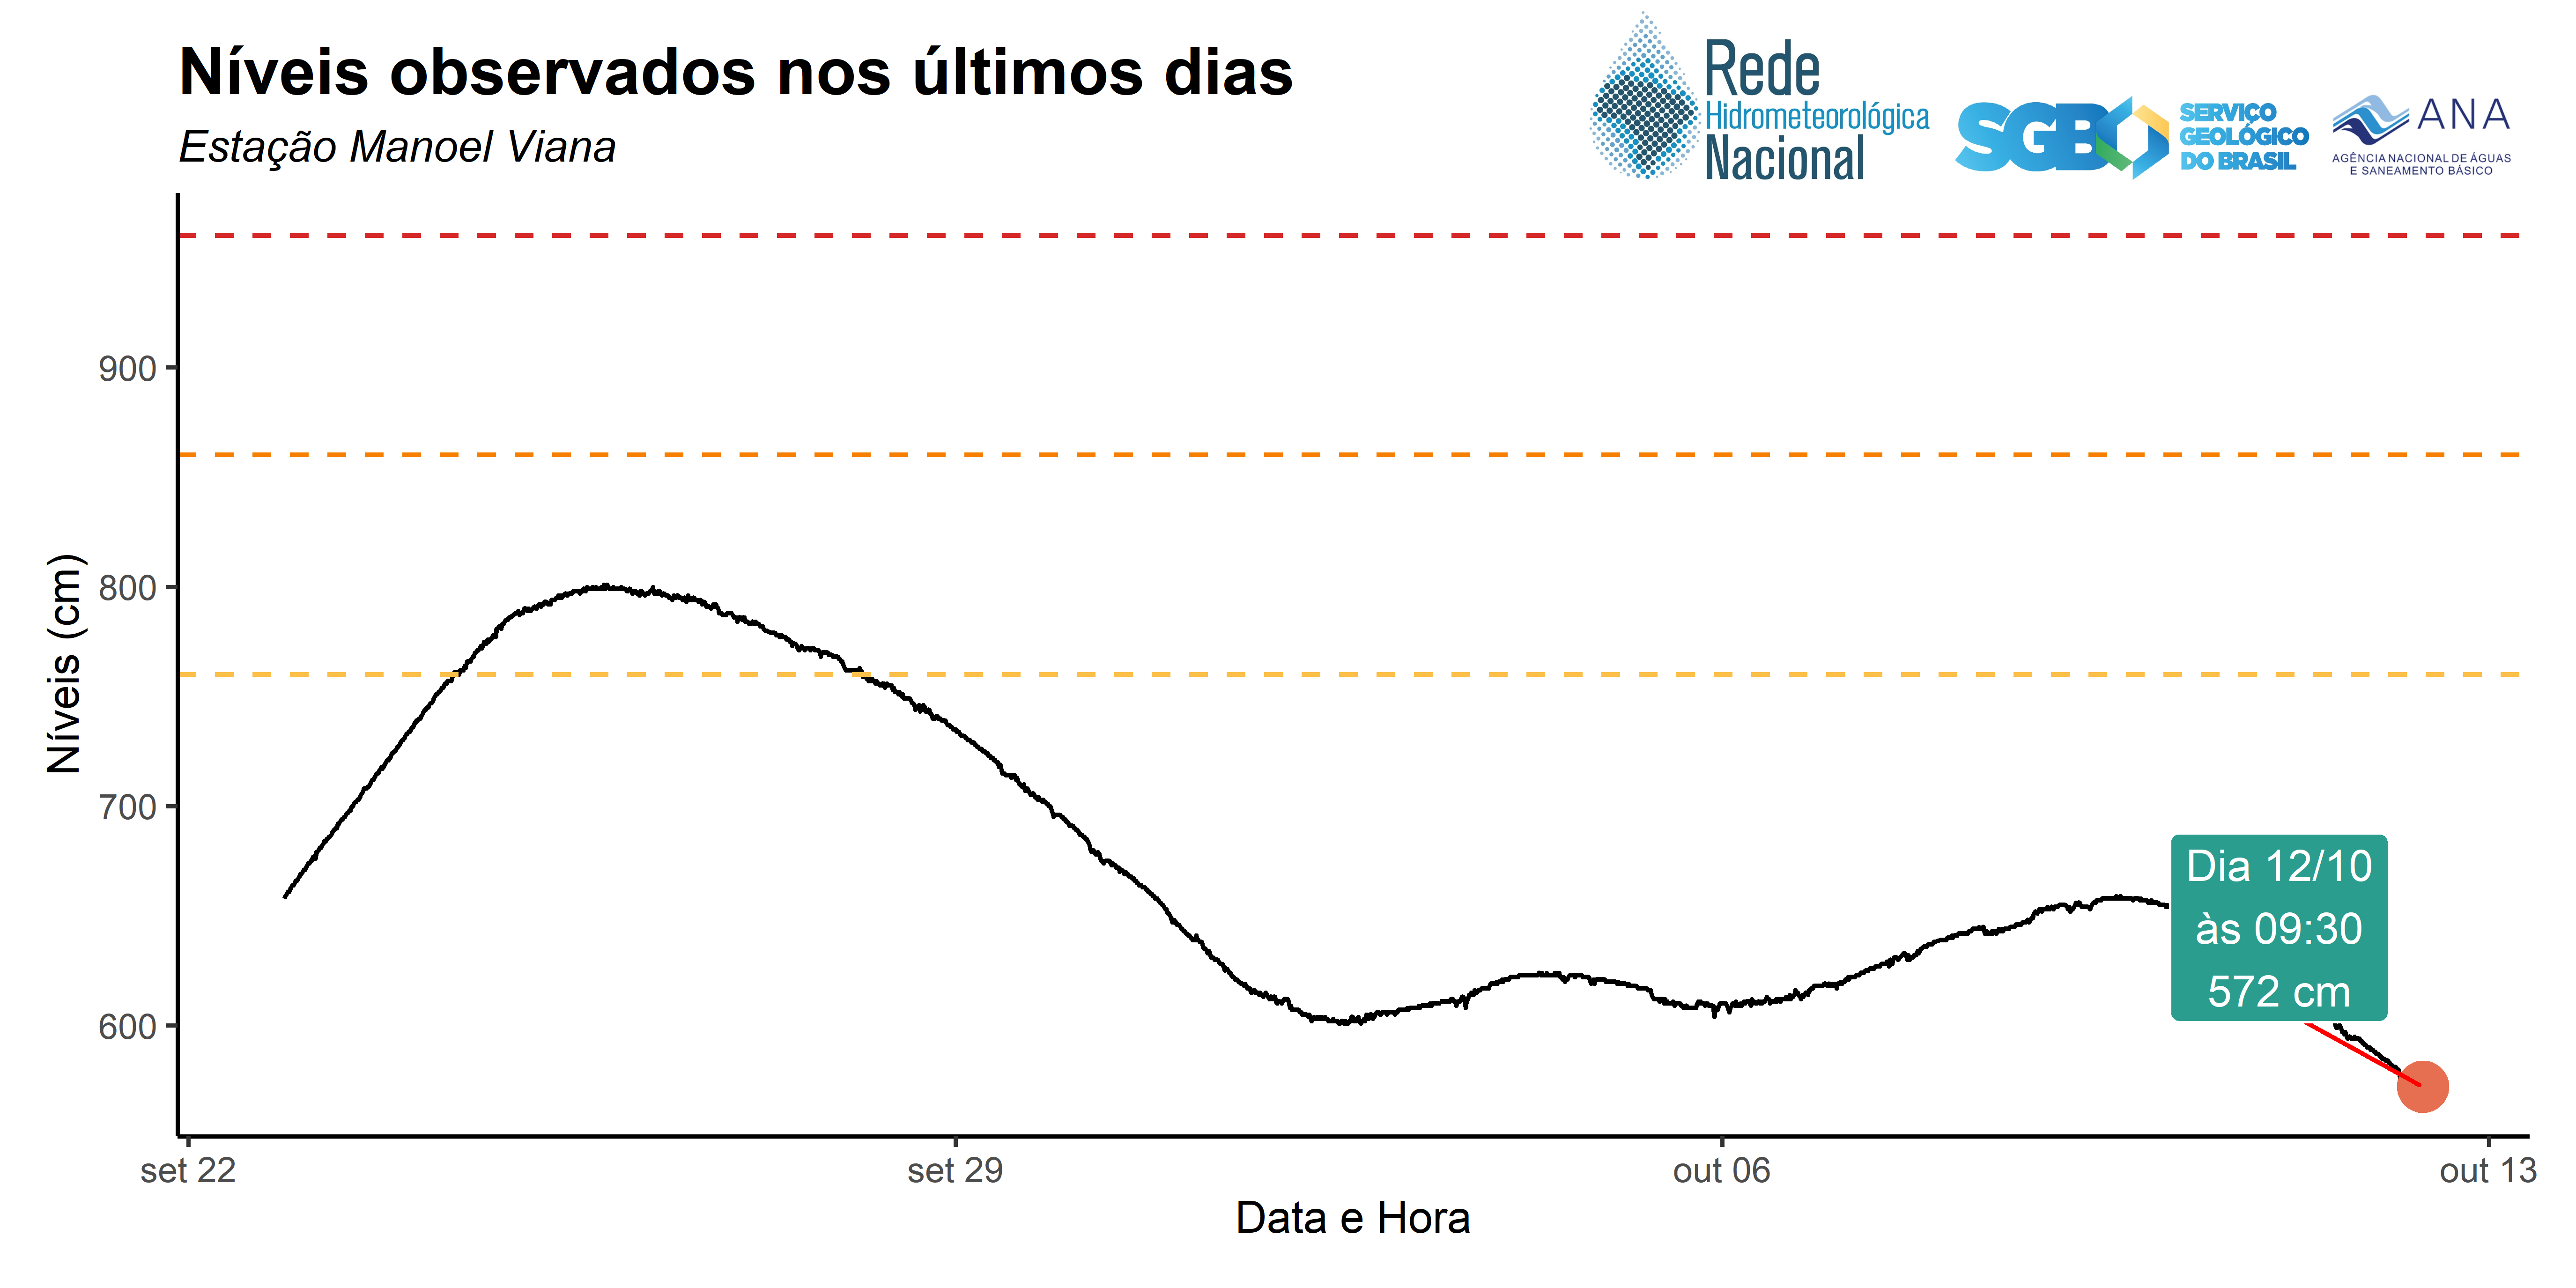 Níveis observados nos últimos dias
Estação Manoel Viana
Rede
Hidrometeorológica
Nacional
SGB
SERVIÇO
GEOLÓGICO
DO BRASIL
ANA
AGÊNCIA NACIONAL DE ÁGUAS
E SANEAMENTO BÁSICO
Níveis (cm)
900
800
700
600
Dia 12/10
às 09:30
572 cm
set 22
set 29
out 06
out 13
Data e Hora